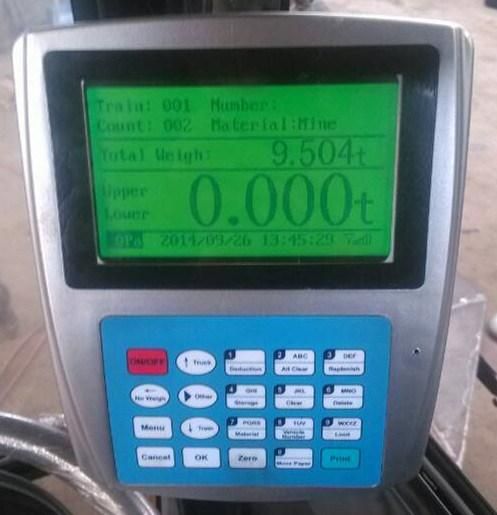 Train: 001 Number:
Count: 002 Material:Mine
Total Weigh: 9.504t
Upper
Lower
0.000t
0Pa 2014/09/26 13:45:29
ON/OFF ↑ Truck 1 Deduction 2 ABC All Clear 3 DEF Replenish
← No Weigh Other 4 GHI Storage 5 JKL Clear 6 MNO Delete
Menu ↓ Train 7 PQRS Material 8 TUV Vehicle Number 9 WXYZ Limit
Cancel OK Zero 0 Move Paper Print